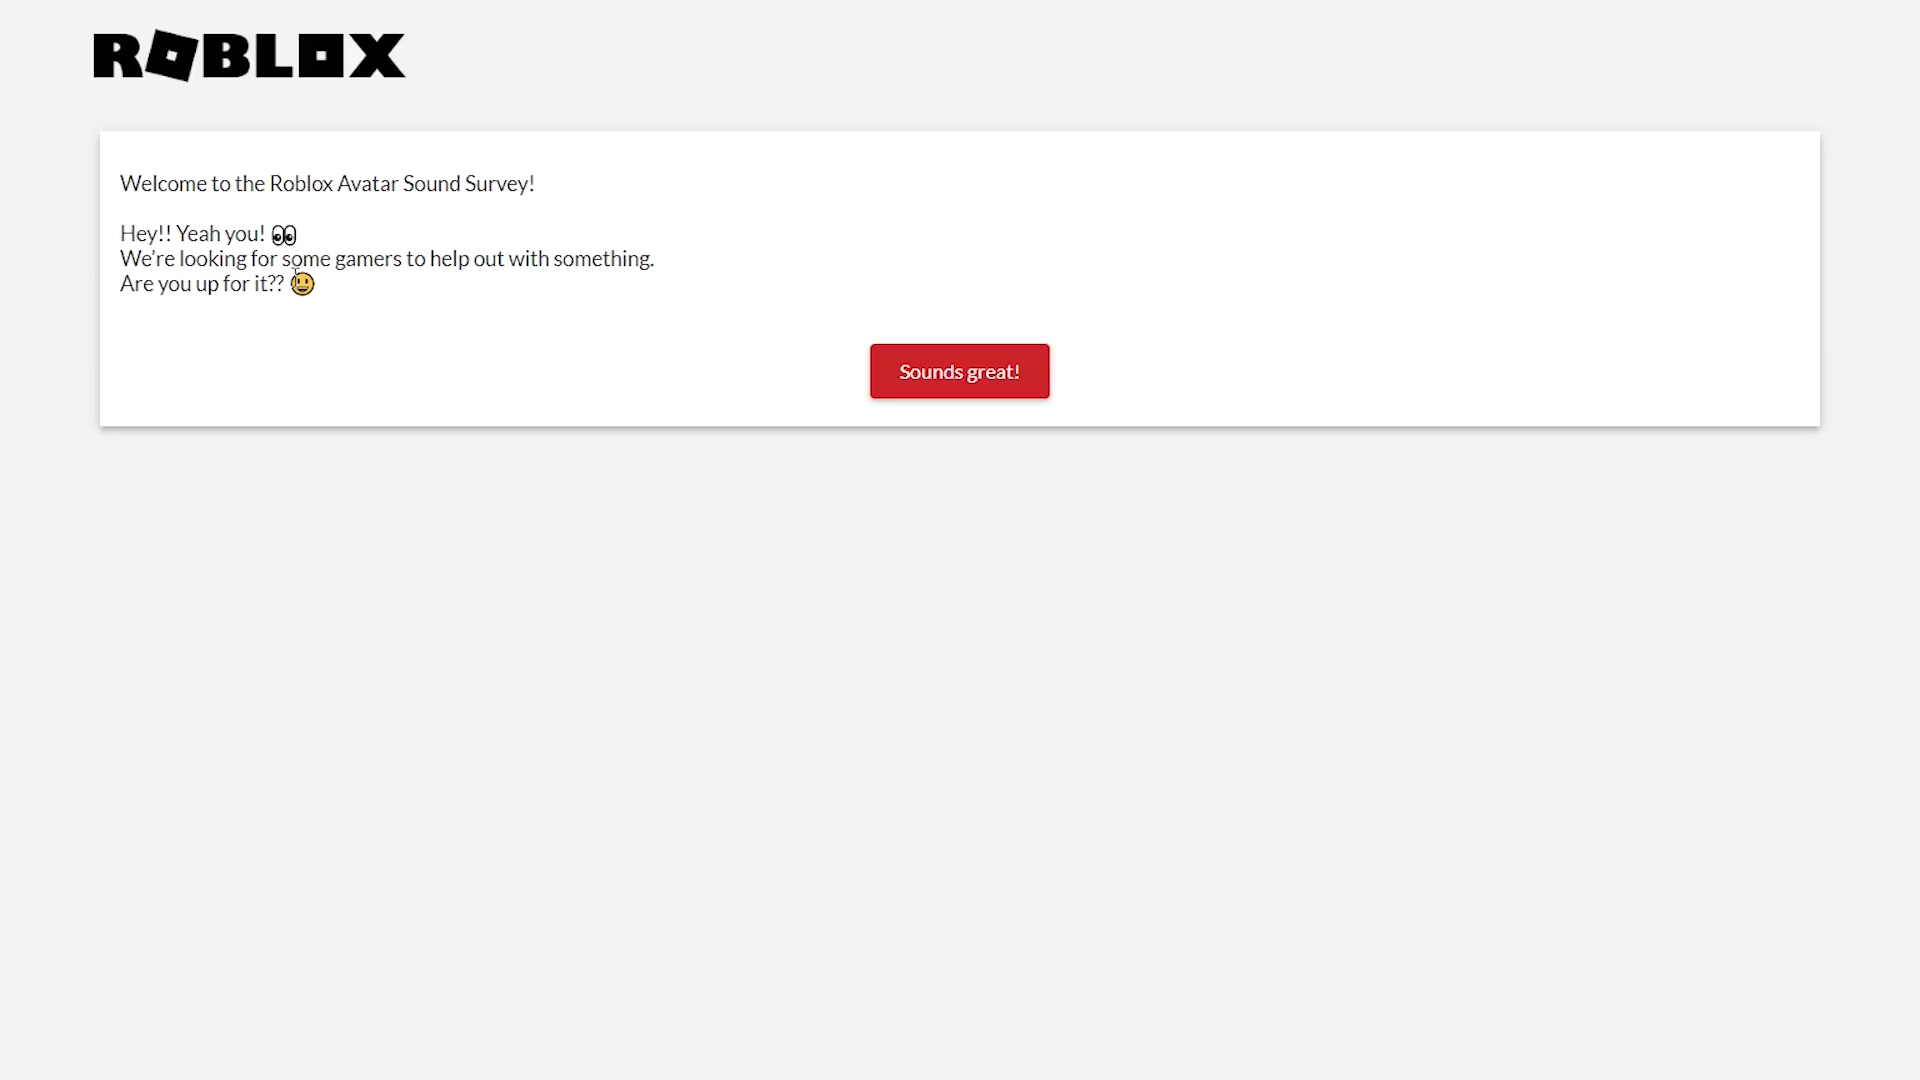 ROBLOX
Welcome to the Roblox Avatar Sound Survey!
Hey!! Yeah you! 👀
We're looking for some gamers to help out with something.
Are you up for it?? 😃
Sounds great!